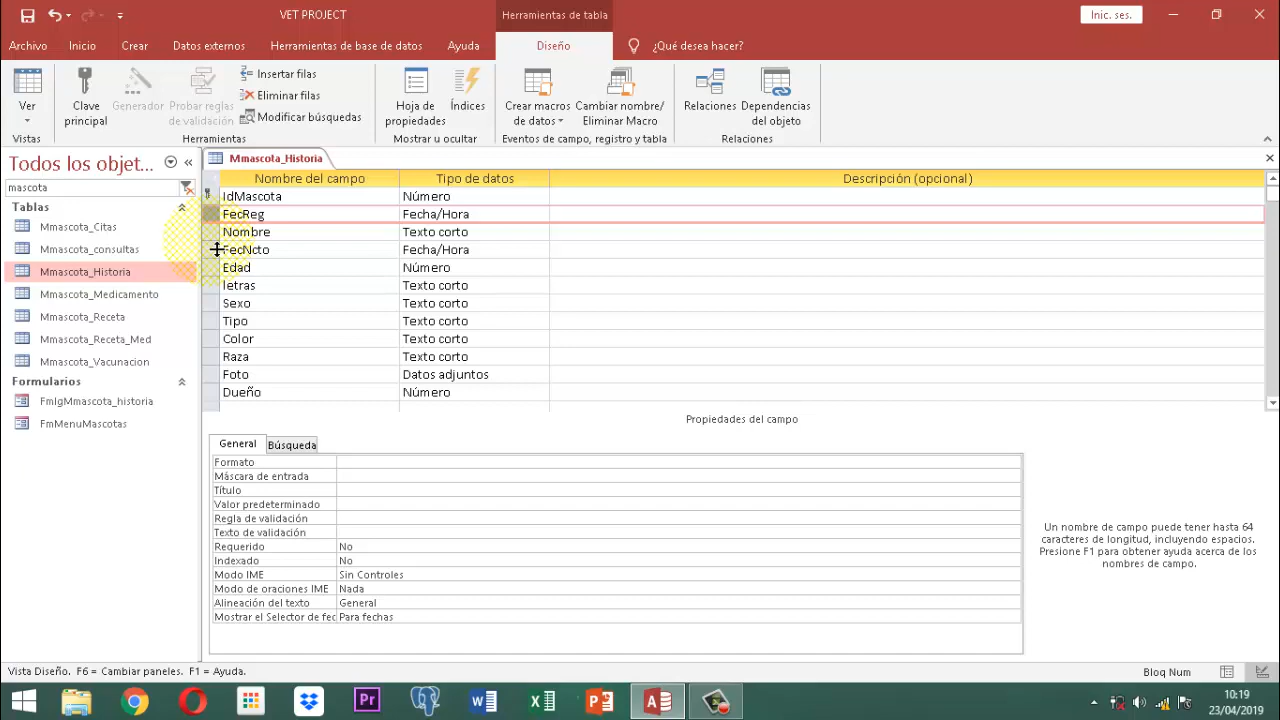 VET PROJECT
Herramientas de tabla
Inic. ses.
Archivo
Inicio
Crear
Datos externos
Herramientas de base de datos
Ayuda
Diseño
¿Qué desea hacer?
Ver
Vistas
Clave principal
Generador
Probar reglas de validación
Insertar filas
Eliminar filas
Modificar búsquedas
Herramientas
Hoja de propiedades
Índices
Mostrar u ocultar
Crear macros de datos
Cambiar nombre/ Eliminar Macro
Eventos de campo, registro y tabla
Relaciones
Dependencias del objeto
Relaciones
Todos los objet...
mascota
Tablas
Mmascota_Citas
Mmascota_consultas
Mmascota_Historia
Mmascota_Medicamento
Mmascota_Receta
Mmascota_Receta_Med
Mmascota_Vacunacion
Formularios
FmIgMmascota_historia
FmMenuMascotas
Mmascota_Historia
Nombre del campo Tipo de datos Descripción (opcional)
IdMascota Número
FecReg Fecha/Hora
Nombre Texto corto
FecNcto Fecha/Hora
Edad Número
letras Texto corto
Sexo Texto corto
Tipo Texto corto
Color Texto corto
Raza Texto corto
Foto Datos adjuntos
Dueño Número
Propiedades del campo
General Búsqueda
Formato
Máscara de entrada
Título
Valor predeterminado
Regla de validación
Texto de validación
Requerido No
Indexado No
Modo IME Sin Controles
Modo de oraciones IME Nada
Alineación del texto General
Mostrar el Selector de fec Para fechas
Un nombre de campo puede tener hasta 64
caracteres de longitud, incluyendo espacios.
Presione F1 para obtener ayuda acerca de los
nombres de campo.
Vista Diseño. F6 = Cambiar paneles. F1 = Ayuda.
Bloq Num
Pr
10:19
23/04/2019